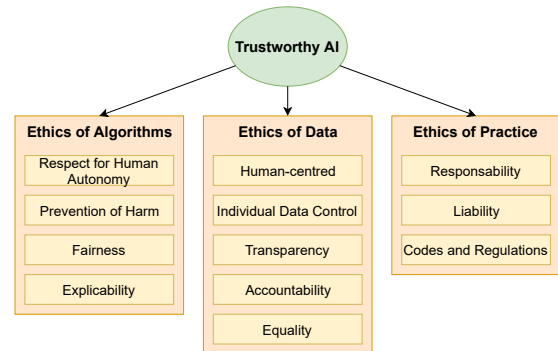 Trustworthy AI
Ethics of Algorithms
Respect for Human
Autonomy
Prevention of Harm
Fairness
Explicability
Ethics of Data
Human-centred
Individual Data Control
Transparency
Accountability
Equality
Ethics of Practice
Responsability
Liability
Codes and Regulations